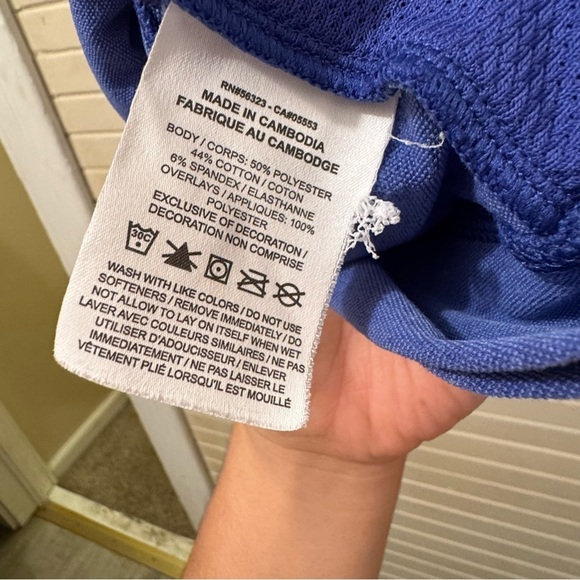 RN#56323 - CA#05553
MADE IN CAMBODIA
FABRIQUE AU CAMBODGE
BODY / CORPS: 50% POLYESTER
44% COTTON / COTON
6% SPANDEX / ELASTHANNE
OVERLAYS / APPLIQUES: 100%
POLYESTER
EXCLUSIVE OF DECORATION /
DECORATION NON COMPRISE
30C
WASH WITH LIKE COLORS / DO NOT USE
SOFTENERS / REMOVE IMMEDIATELY / DO
NOT ALLOW TO LAY ON ITSELF WHEN WET
LAVER AVEC COULEURS SIMILAIRES / NE PAS
UTILISER D'ADOUCISSEUR/ ENLEVER
IMMEDIATEMENT / NE PAS LAISSER LE
VÊTEMENT PLIÉ LORSQU'IL EST MOUILLÉ